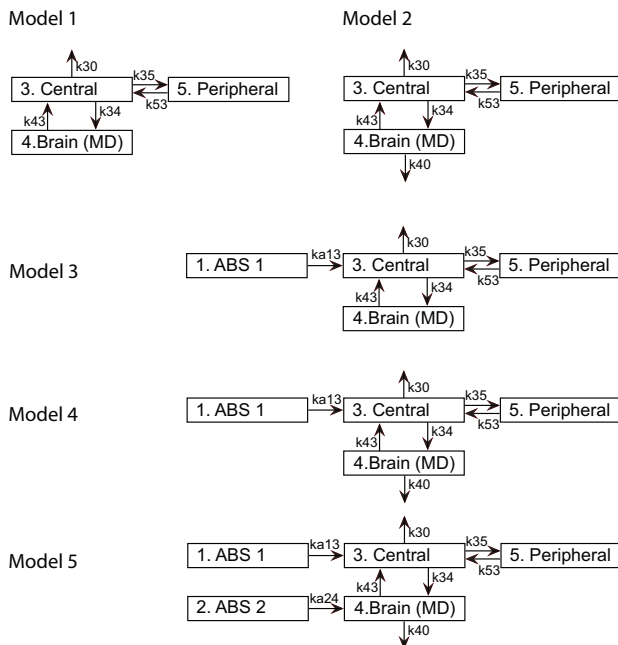 Model 1
k30
k35
3. Central
5. Peripheral
k53
k43
k34
4.Brain (MD)
Model 2
k30
k35
3. Central
5. Peripheral
k53
k43
k34
4.Brain (MD)
k40
Model 3
k30
ka13
k35
1. ABS 1
3. Central
5. Peripheral
k53
k43
k34
4.Brain (MD)
Model 4
k30
ka13
k35
1. ABS 1
3. Central
5. Peripheral
k53
k43
k34
4.Brain (MD)
k40
Model 5
k30
ka13
k35
1. ABS 1
3. Central
5. Peripheral
k53
k43
k34
ka24
2. ABS 2
4.Brain (MD)
k40